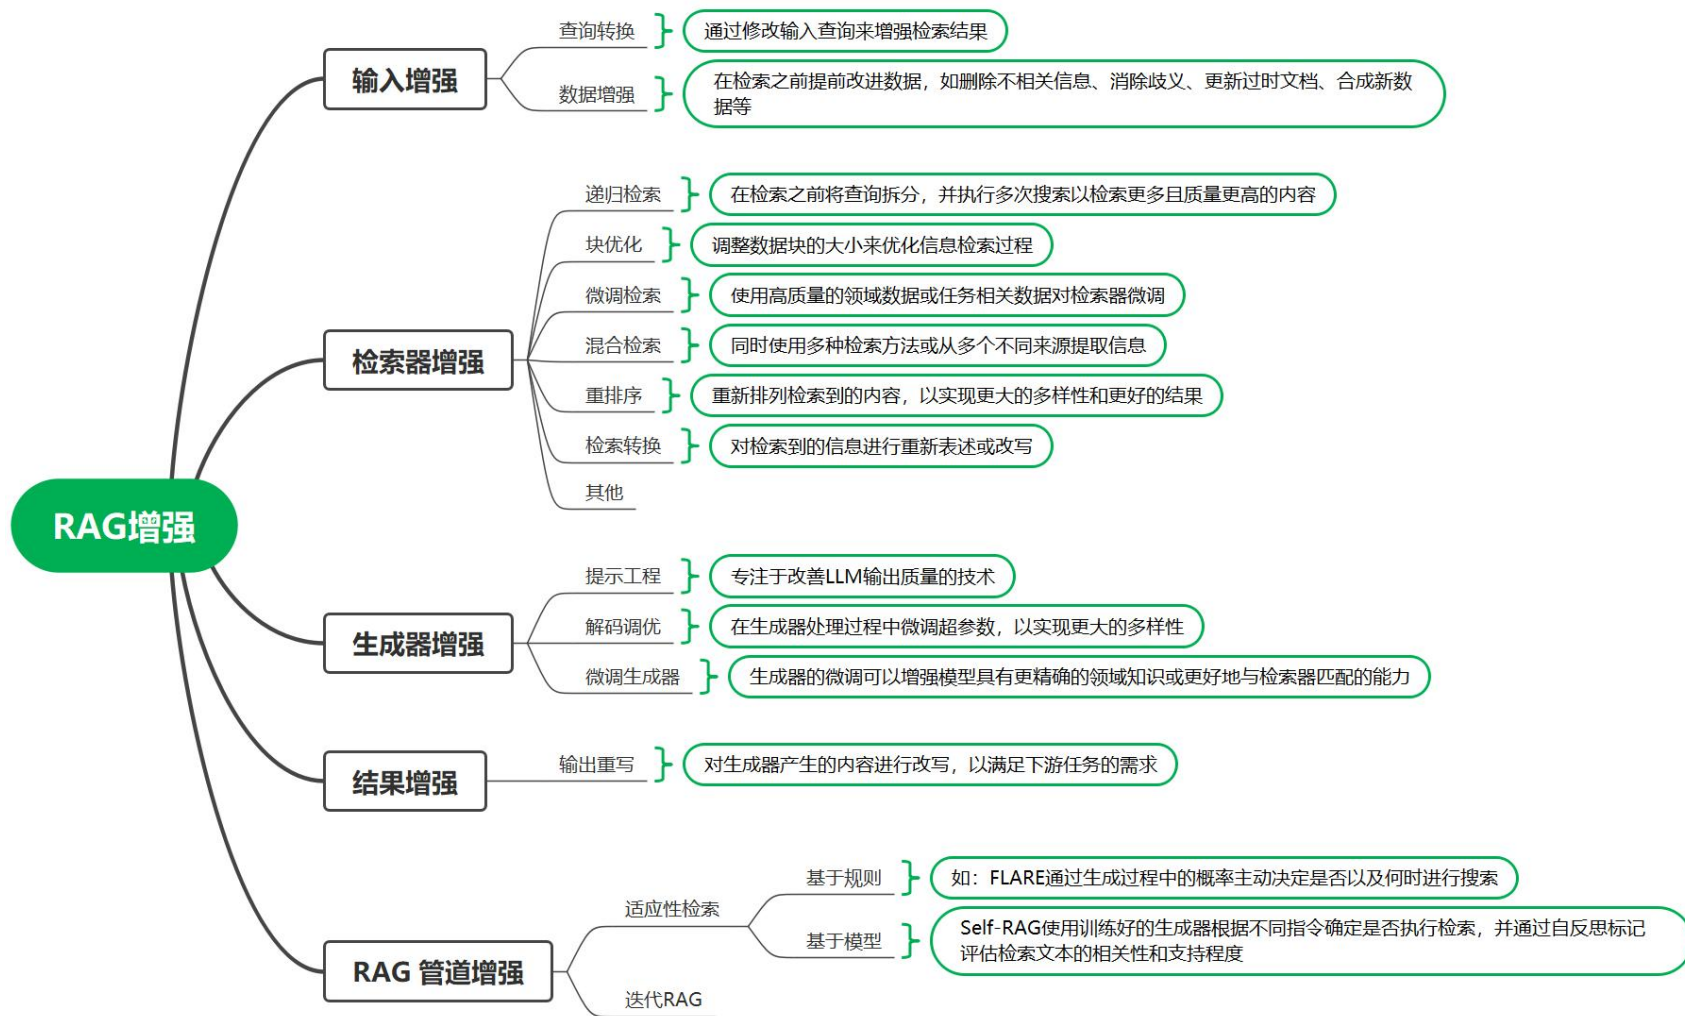 RAG增强
输入增强
查询转换
通过修改输入查询来增强检索结果
数据增强
在检索之前提前改进数据，如删除不相关信息、消除歧义、更新过时文档、合成新数
据等
检索器增强
递归检索
在检索之前将查询拆分，并执行多次搜索以检索更多且质量更高的内容
块优化
调整数据块的大小来优化信息检索过程
微调检索
使用高质量的领域数据或任务相关数据对检索器微调
混合检索
同时使用多种检索方法或从多个不同来源提取信息
重排序
重新排列检索到的内容，以实现更大的多样性和更好的结果
检索转换
对检索到的信息进行重新表述或改写
其他
生成器增强
提示工程
专注于改善LLM输出质量的技术
解码调优
在生成器处理过程中微调超参数，以实现更大的多样性
微调生成器
生成器的微调可以增强模型具有更精确的领域知识或更好地与检索器匹配的能力
结果增强
输出重写
对生成器产生的内容进行改写，以满足下游任务的需求
RAG 管道增强
适应性检索
基于规则
如：FLARE通过生成过程中的概率主动决定是否以及何时进行搜索
基于模型
Self-RAG使用训练好的生成器根据不同指令确定是否执行检索，并通过自反思标记
评估检索文本的相关性和支持程度
迭代RAG